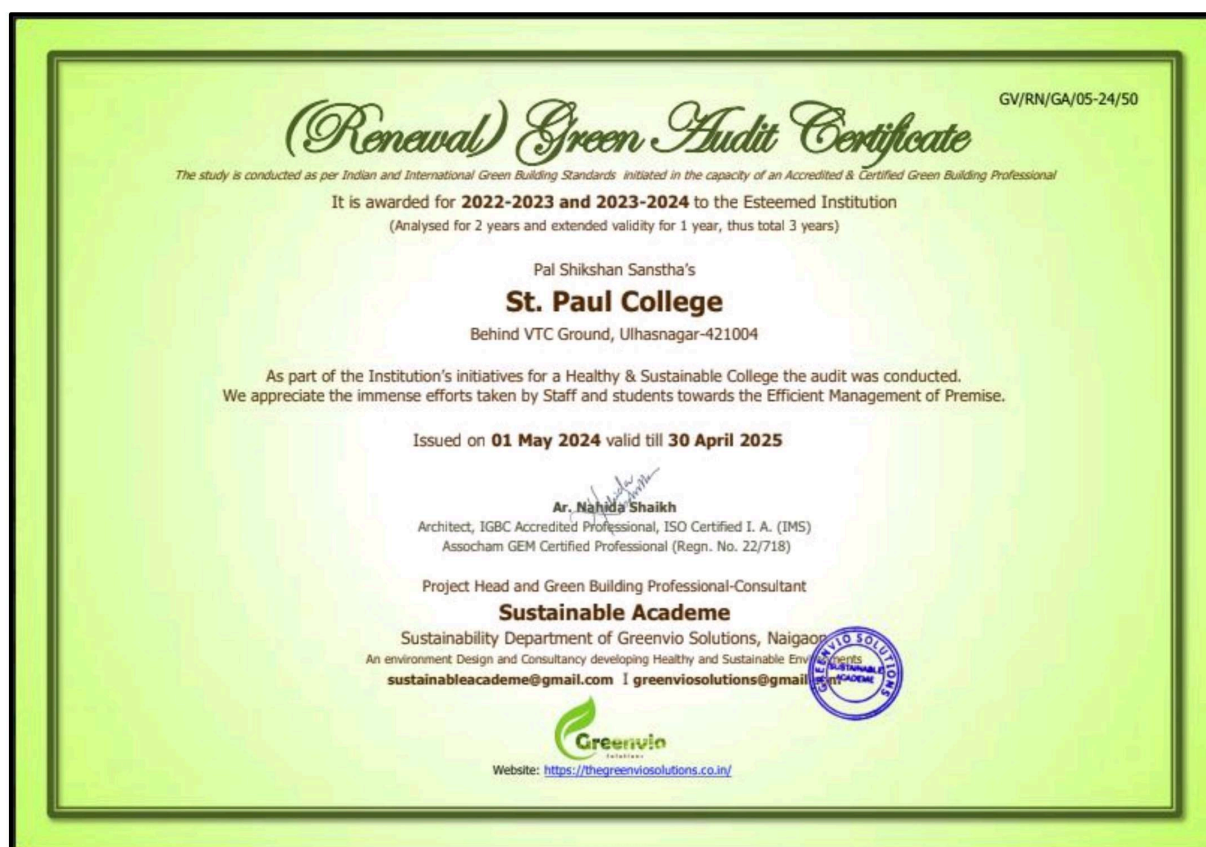 GV/RN/GA/05-24/50
(Renewal) Green Audit Certificate
The study is conducted as per Indian and International Green Building Standards initiated in the capacity of an Accredited & Certified Green Building Professional
It is awarded for 2022-2023 and 2023-2024 to the Esteemed Institution
(Analysed for 2 years and extended validity for 1 year, thus total 3 years)
Pal Shikshan Sanstha's
St. Paul College
Behind VTC Ground, Ulhasnagar-421004
As part of the Institution's initiatives for a Healthy & Sustainable College the audit was conducted.
We appreciate the immense efforts taken by Staff and students towards the Efficient Management of Premise.
Issued on 01 May 2024 valid till 30 April 2025
Ar. Nahida Shaikh
Architect, IGBC Accredited Professional, ISO Certified I. A. (IMS)
Assocham GEM Certified Professional (Regn. No. 22/718)
Project Head and Green Building Professional-Consultant
Sustainable Academe
Sustainability Department of Greenvio Solutions, Naigaon
An environment Design and Consultancy developing Healthy and Sustainable Environments
sustainableacademe@gmail.com I greenviosolutions@gmail.com
GREENVIO SOLUTIONS
SUSTAINABLE
ACADEME
Greenvio
Solutions
Website: https://thegreenviosolutions.co.in/